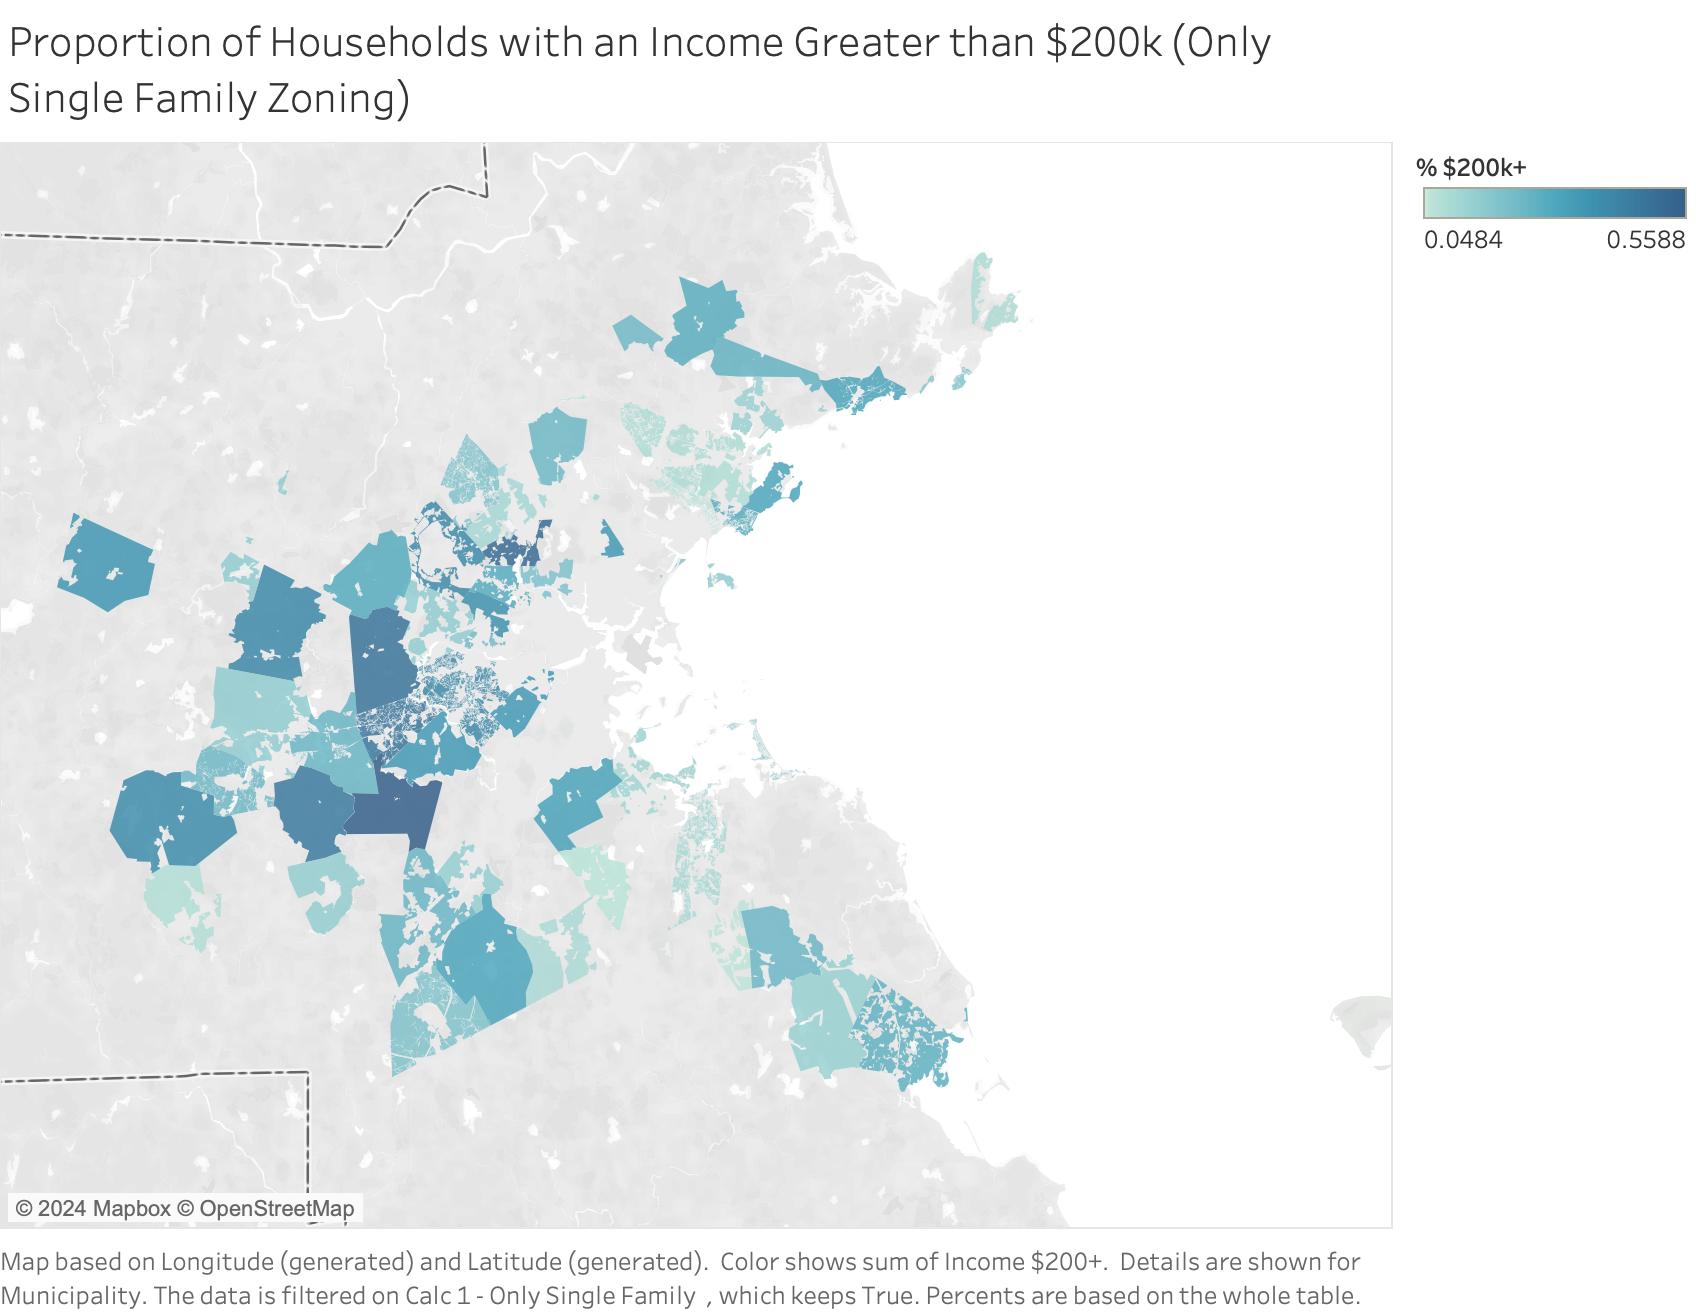 Proportion of Households with an Income Greater than $200k (Only
Single Family Zoning)
% $200k+
0.0484 0.5588
© 2024 Mapbox © OpenStreetMap
Map based on Longitude (generated) and Latitude (generated).  Color shows sum of Income $200+.  Details are shown for
Municipality. The data is filtered on Calc 1 - Only Single Family  , which keeps True. Percents are based on the whole table.